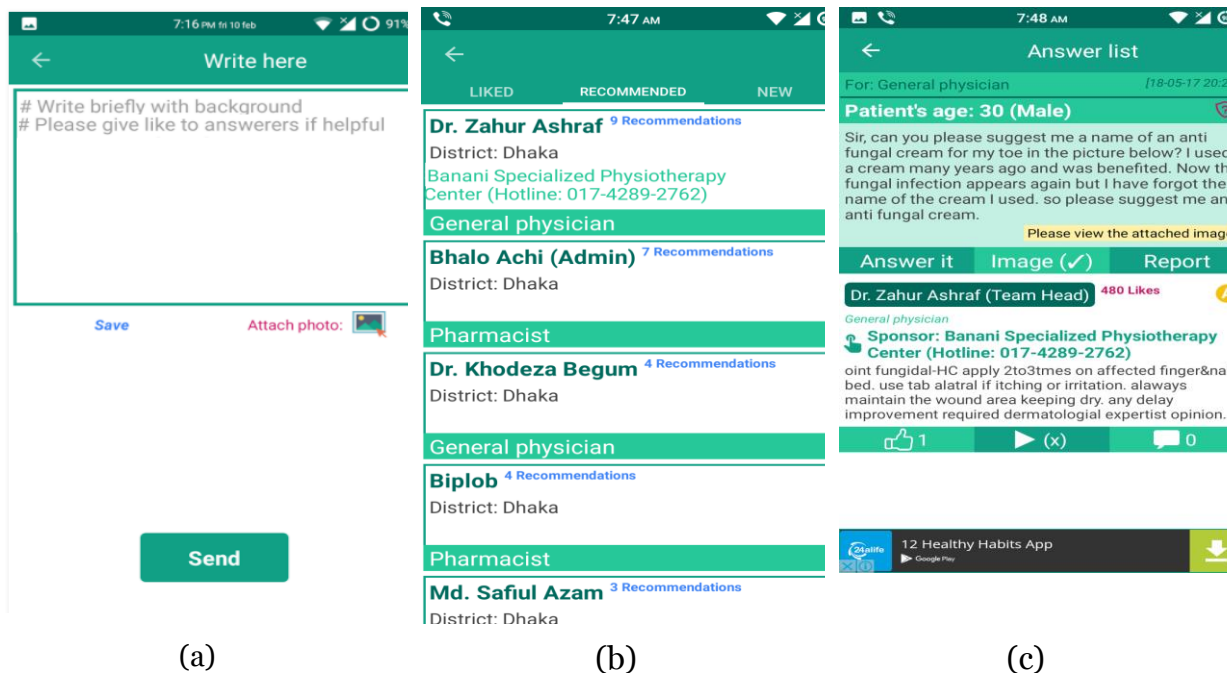 7:16 PM fri 10 feb
91%
Write here
# Write briefly with background
# Please give like to answerers if helpful
Save
Attach photo:
Send
(a)
7:47 AM
LIKED
RECOMMENDED
NEW
Dr. Zahur Ashraf 9 Recommendations
District: Dhaka
Banani Specialized Physiotherapy
Center (Hotline: 017-4289-2762)
General physician
Bhalo Achi (Admin) 7 Recommendations
District: Dhaka
Pharmacist
Dr. Khodeza Begum 4 Recommendations
District: Dhaka
General physician
Biplob 4 Recommendations
District: Dhaka
Pharmacist
Md. Safiul Azam 3 Recommendations
District: Dhaka
(b)
7:48 AM
Answer list
For: General physician
[18-05-17 20:2
Patient's age: 30 (Male)
Sir, can you please suggest me a name of an anti
fungal cream for my toe in the picture below? I used
a cream many years ago and was benefited. Now th
fungal infection appears again but I have forgot the
name of the cream I used. so please suggest me an
anti fungal cream.
Please view the attached image
Answer it
Image (✓)
Report
Dr. Zahur Ashraf (Team Head) 480 Likes
General physician
Sponsor: Banani Specialized Physiotherapy
Center (Hotline: 017-4289-2762)
oint fungidal-HC apply 2to3tmes on affected finger&na
bed. use tab alatral if itching or irritation. alaways
maintain the wound area keeping dry. any delay
improvement required dermatologial expertist opinion.
1
(x)
0
24alife
12 Healthy Habits App
Google Play
(c)